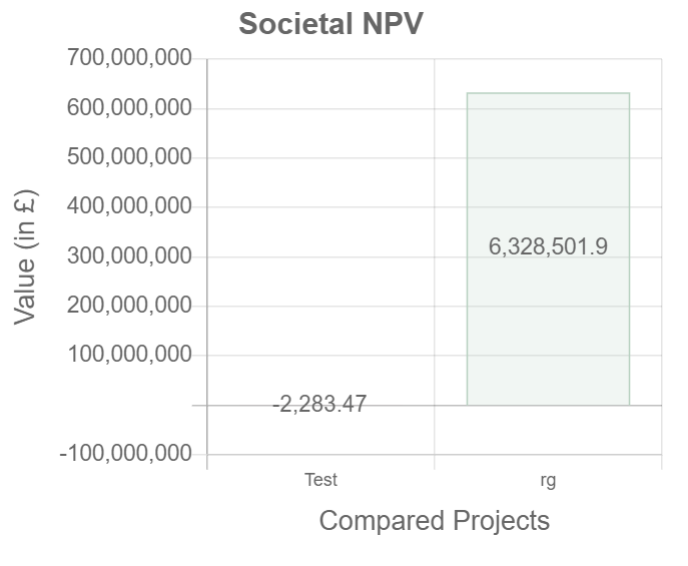 Societal NPV
700,000,000
600,000,000
500,000,000
400,000,000
300,000,000
200,000,000
100,000,000
-100,000,000
Value (in £)
-2,283.47
6,328,501.9
Test
rg
Compared Projects